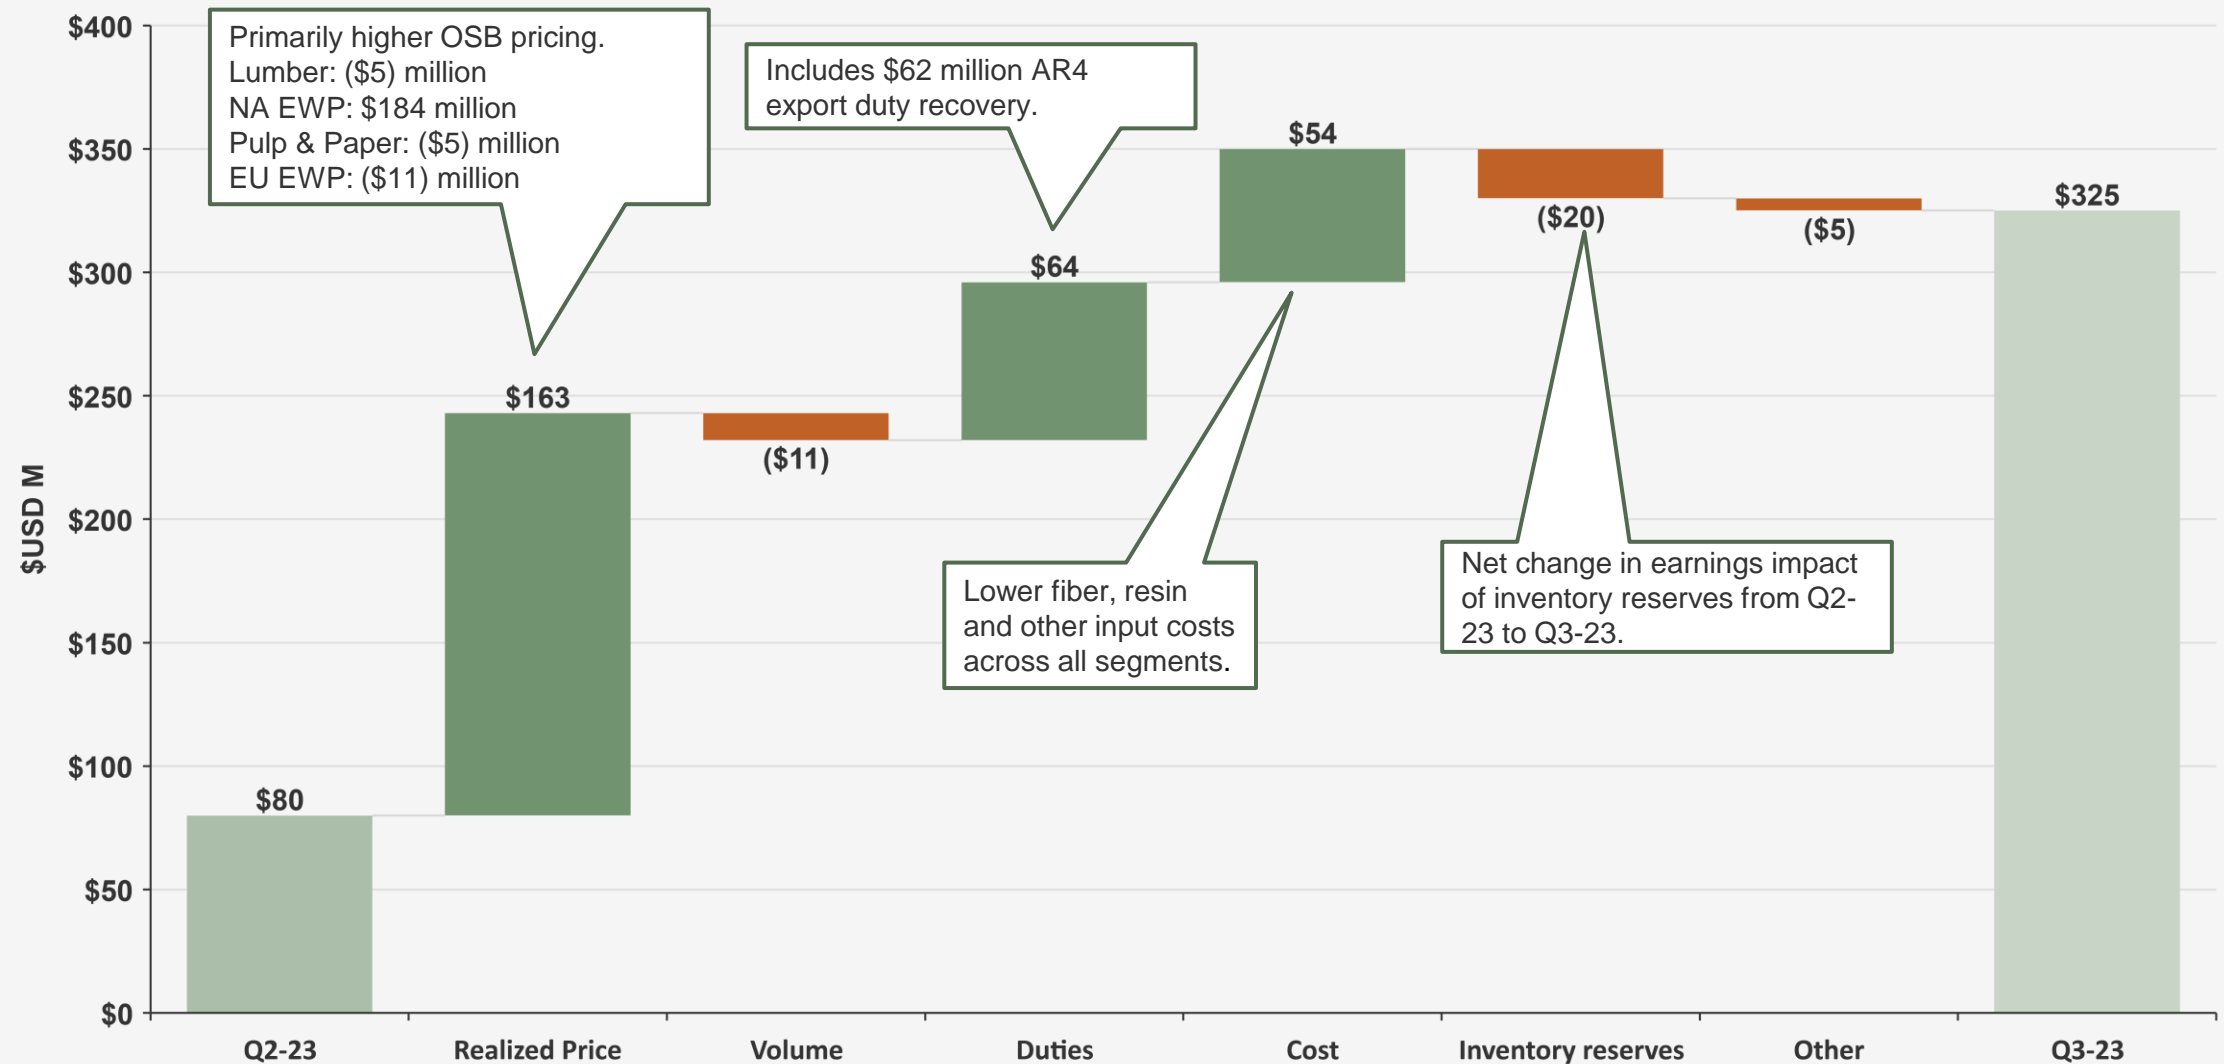 $400
$350
$300
$250
$200
$150
$100
$50
$0
$USD M
Primarily higher OSB pricing.
Lumber: ($5) million
NA EWP: $184 million
Pulp & Paper: ($5) million
EU EWP: ($11) million
Includes $62 million AR4
export duty recovery.
Lower fiber, resin
and other input costs
across all segments.
Net change in earnings impact
of inventory reserves from Q2-
23 to Q3-23.
$80
$163
($11)
$64
$54
($20)
($5)
$325
Q2-23
Realized Price
Volume
Duties
Cost
Inventory reserves
Other
Q3-23